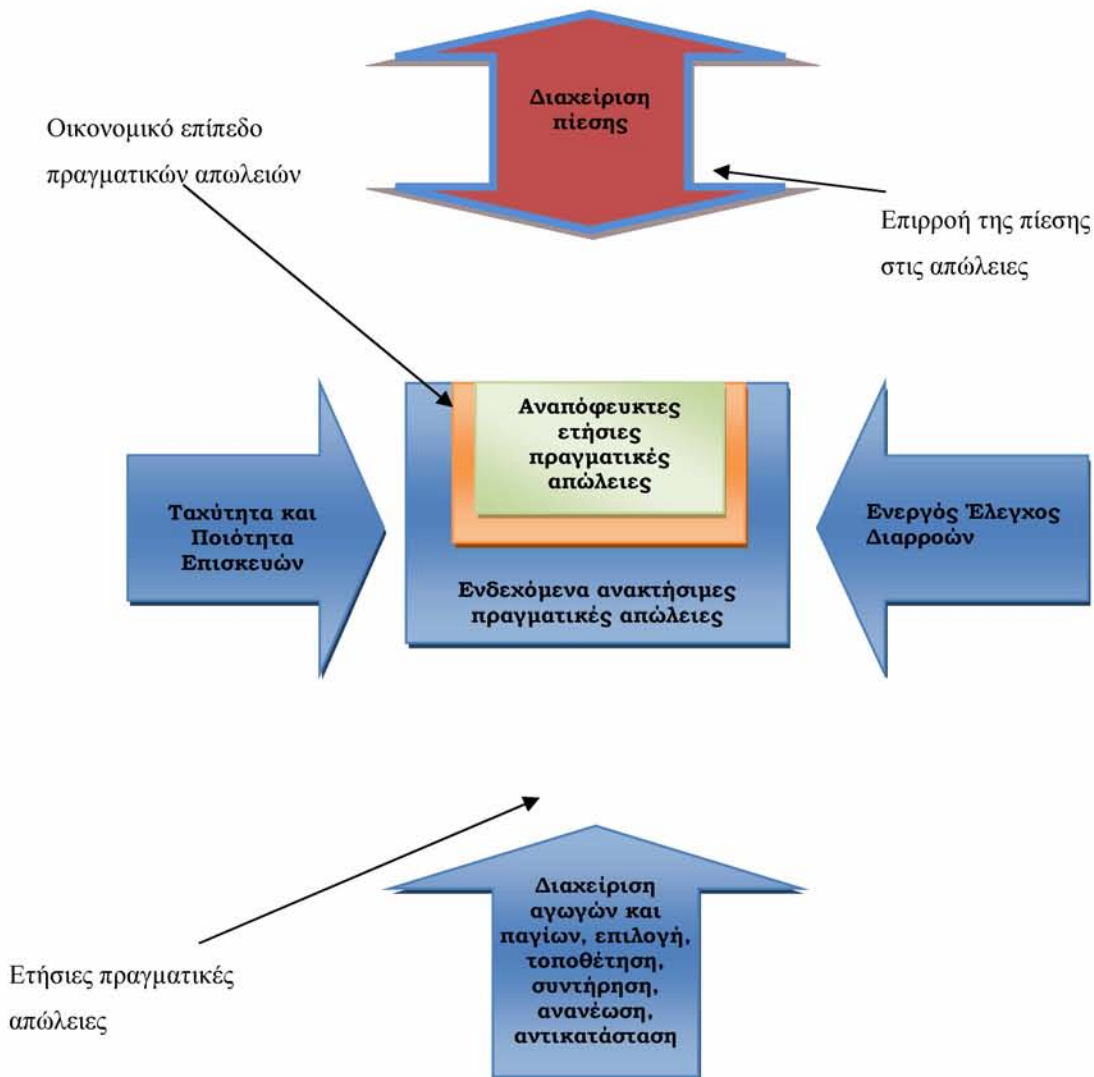 Διαχείριση
πίεσης
Οικονομικό επίπεδο
πραγματικών απωλειών
Επιρροή της πίεσης
στις απώλειες
Αναπόφευκτες
ετήσιες
πραγματικές
απώλειες
Ταχύτητα και
Ποιότητα
Επισκευών
Ενεργός Έλεγχος
Διαρροών
Ενδεχόμενα ανακτήσιμες
πραγματικές απώλειες
Διαχείριση
αγωγών και
παγίων, επιλογή,
τοποθέτηση,
συντήρηση,
ανανέωση,
αντικατάσταση
Ετήσιες πραγματικές
απώλειες